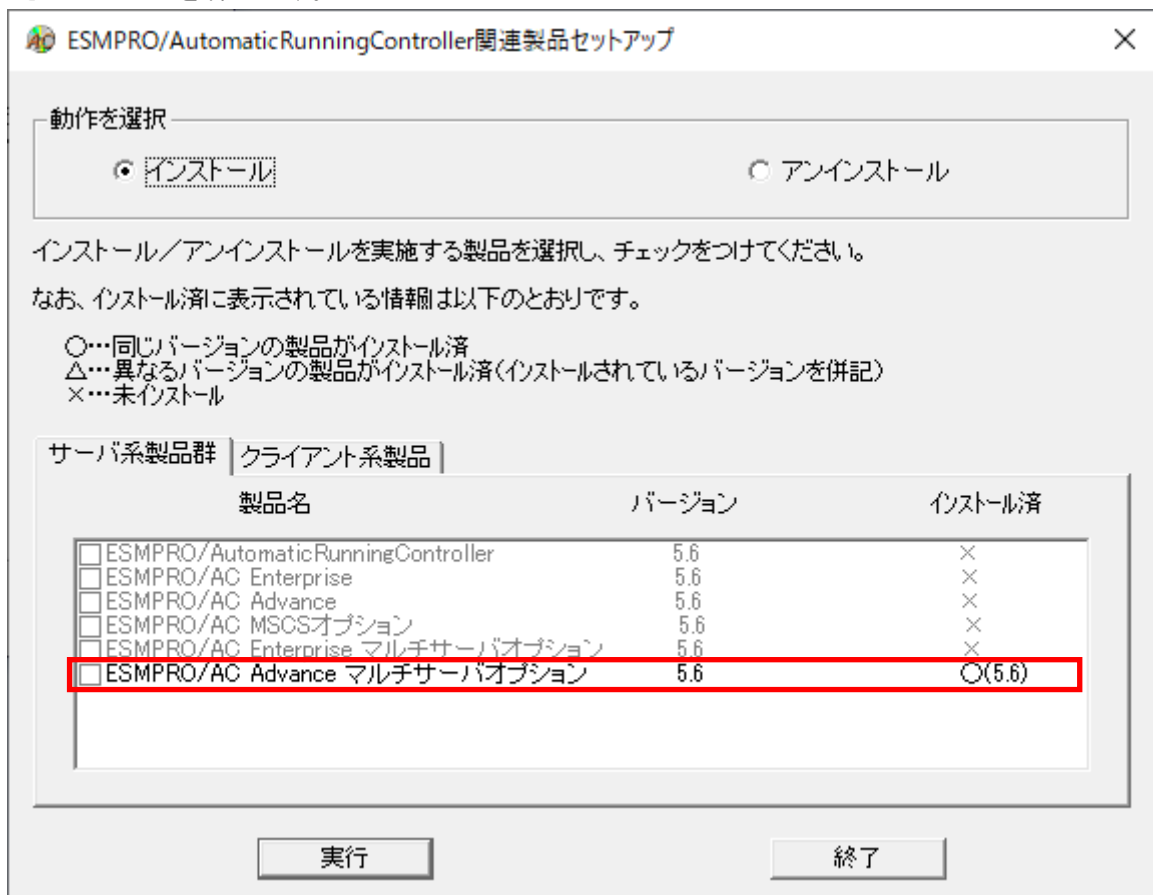 ESMPRO/AutomaticRunningController関連製品セットアップ
動作を選択
インストール
アンインストール
インストール／アンインストールを実施する製品を選択し、チェックをつけてください。
なお、インストール済に表示されている情報は以下のとおりです。
○…同じバージョンの製品がインストール済
△…異なるバージョンの製品がインストール済(インストールされているバージョンを併記)
×…未インストール
サーバ系製品群 クライアント系製品
製品名 バージョン インストール済
ESMPRO/AutomaticRunningController 5.6 ×
ESMPRO/AC Enterprise 5.6 ×
ESMPRO/AC Advance 5.6 ×
ESMPRO/AC MSCSオプション 5.6 ×
ESMPRO/AC Enterprise マルチサーバオプション 5.6 ×
ESMPRO/AC Advance マルチサーバオプション 5.6 ○(5.6)
実行 終了